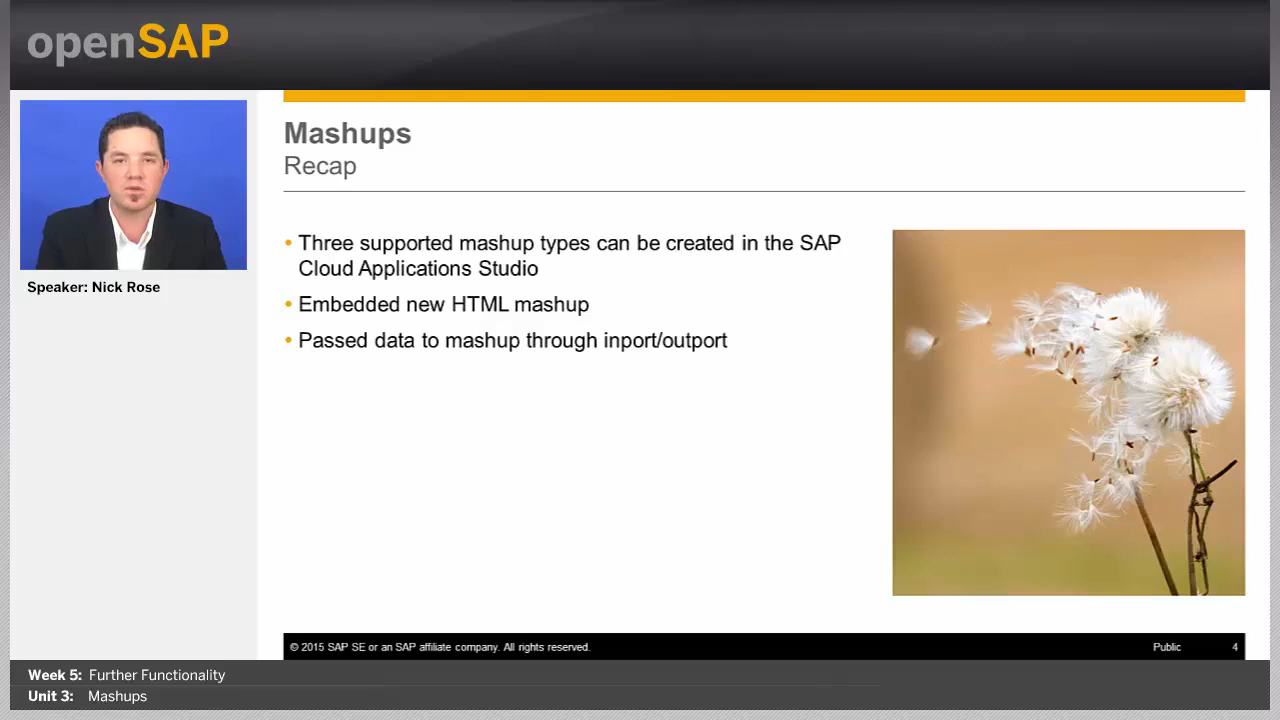 openSAP
Speaker: Nick Rose
Mashups
Recap
• Three supported mashup types can be created in the SAP
Cloud Applications Studio
• Embedded new HTML mashup
• Passed data to mashup through inport/outport
© 2015 SAP SE or an SAP affiliate company. All rights reserved.
Public
4
Week 5: Further Functionality
Unit 3: Mashups